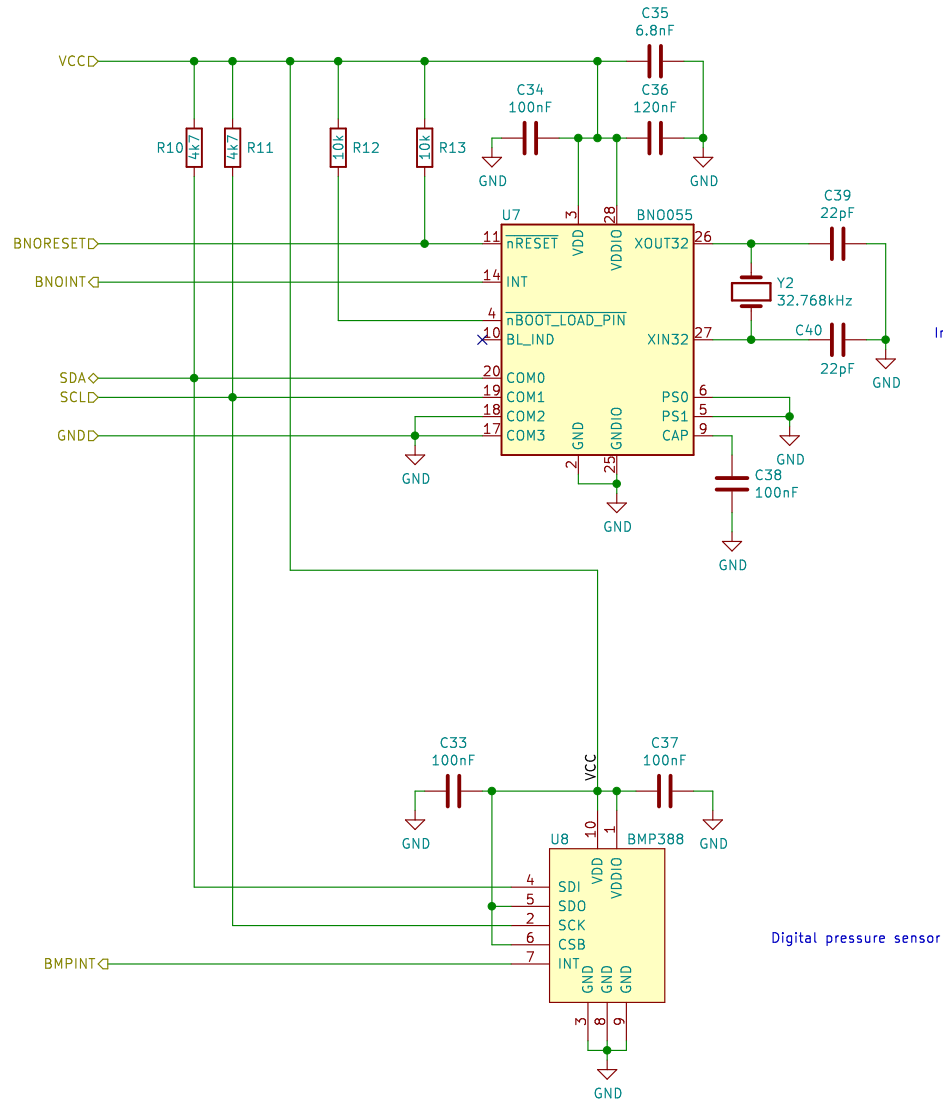 C35
6.8nF
VCC
C34
100nF
C36
120nF
R10
4k7
4k7
R11
10k
R12
10k
R13
GND
GND
U7
BNO055
3
28
C39
22pF
BNORESET
11
nRESET
VDD
VDDIO
XOUT32
26
BNOINT
14
INT
Y2
32.768kHz
4
nBOOT_LOAD_PIN
10
BL_IND
XIN32
27
C40
22pF
In
GND
SDA
20
COM0
SCL
19
COM1
PS0
6
18
COM2
PS1
5
GND
17
COM3
GND
GNDIO
CAP
9
GND
GND
2
25
C38
100nF
GND
GND
C33
100nF
VCC
C37
100nF
GND
GND
10
1
U8
BMP388
VDD
VDDIO
4
SDI
5
SDO
2
SCK
6
CSB
Digital pressure sensor
BMPINT
7
INT
GND
GND
GND
3
8
9
GND